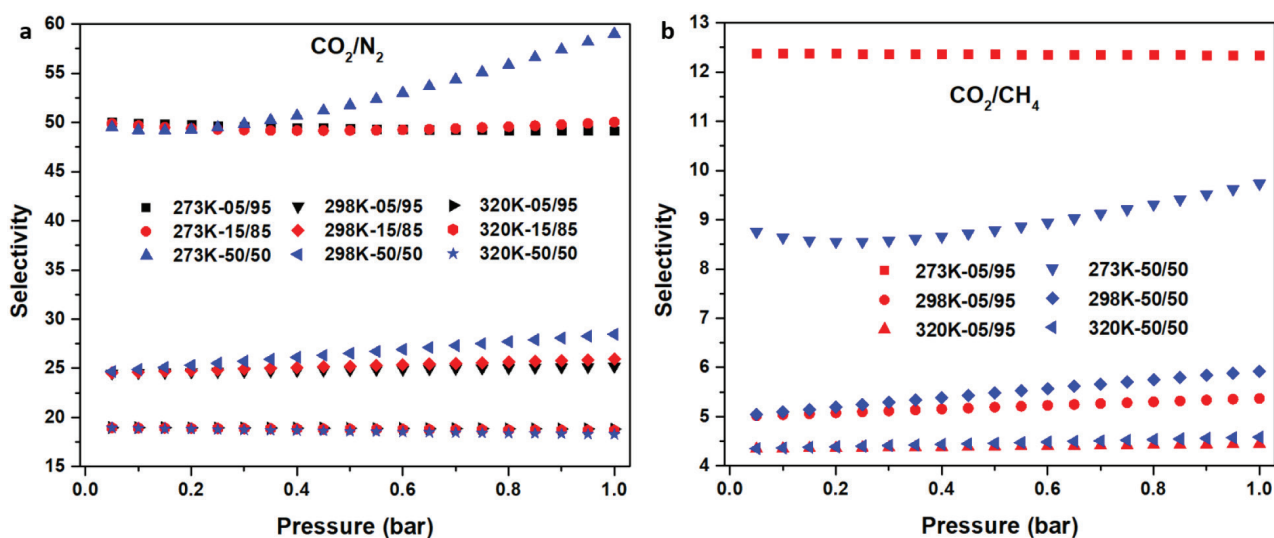 a
CO2/N2
60
55
50
45
40
35
30
25
20
15
Selectivity
273K-05/95 298K-05/95 320K-05/95
273K-15/85 298K-15/85 320K-15/85
273K-50/50 298K-50/50 320K-50/50
0.0 0.2 0.4 0.6 0.8 1.0
Pressure (bar)
b
CO2/CH4
13
12
11
10
9
8
7
6
5
4
Selectivity
273K-05/95 273K-50/50
298K-05/95 298K-50/50
320K-05/95 320K-50/50
0.0 0.2 0.4 0.6 0.8 1.0
Pressure (bar)